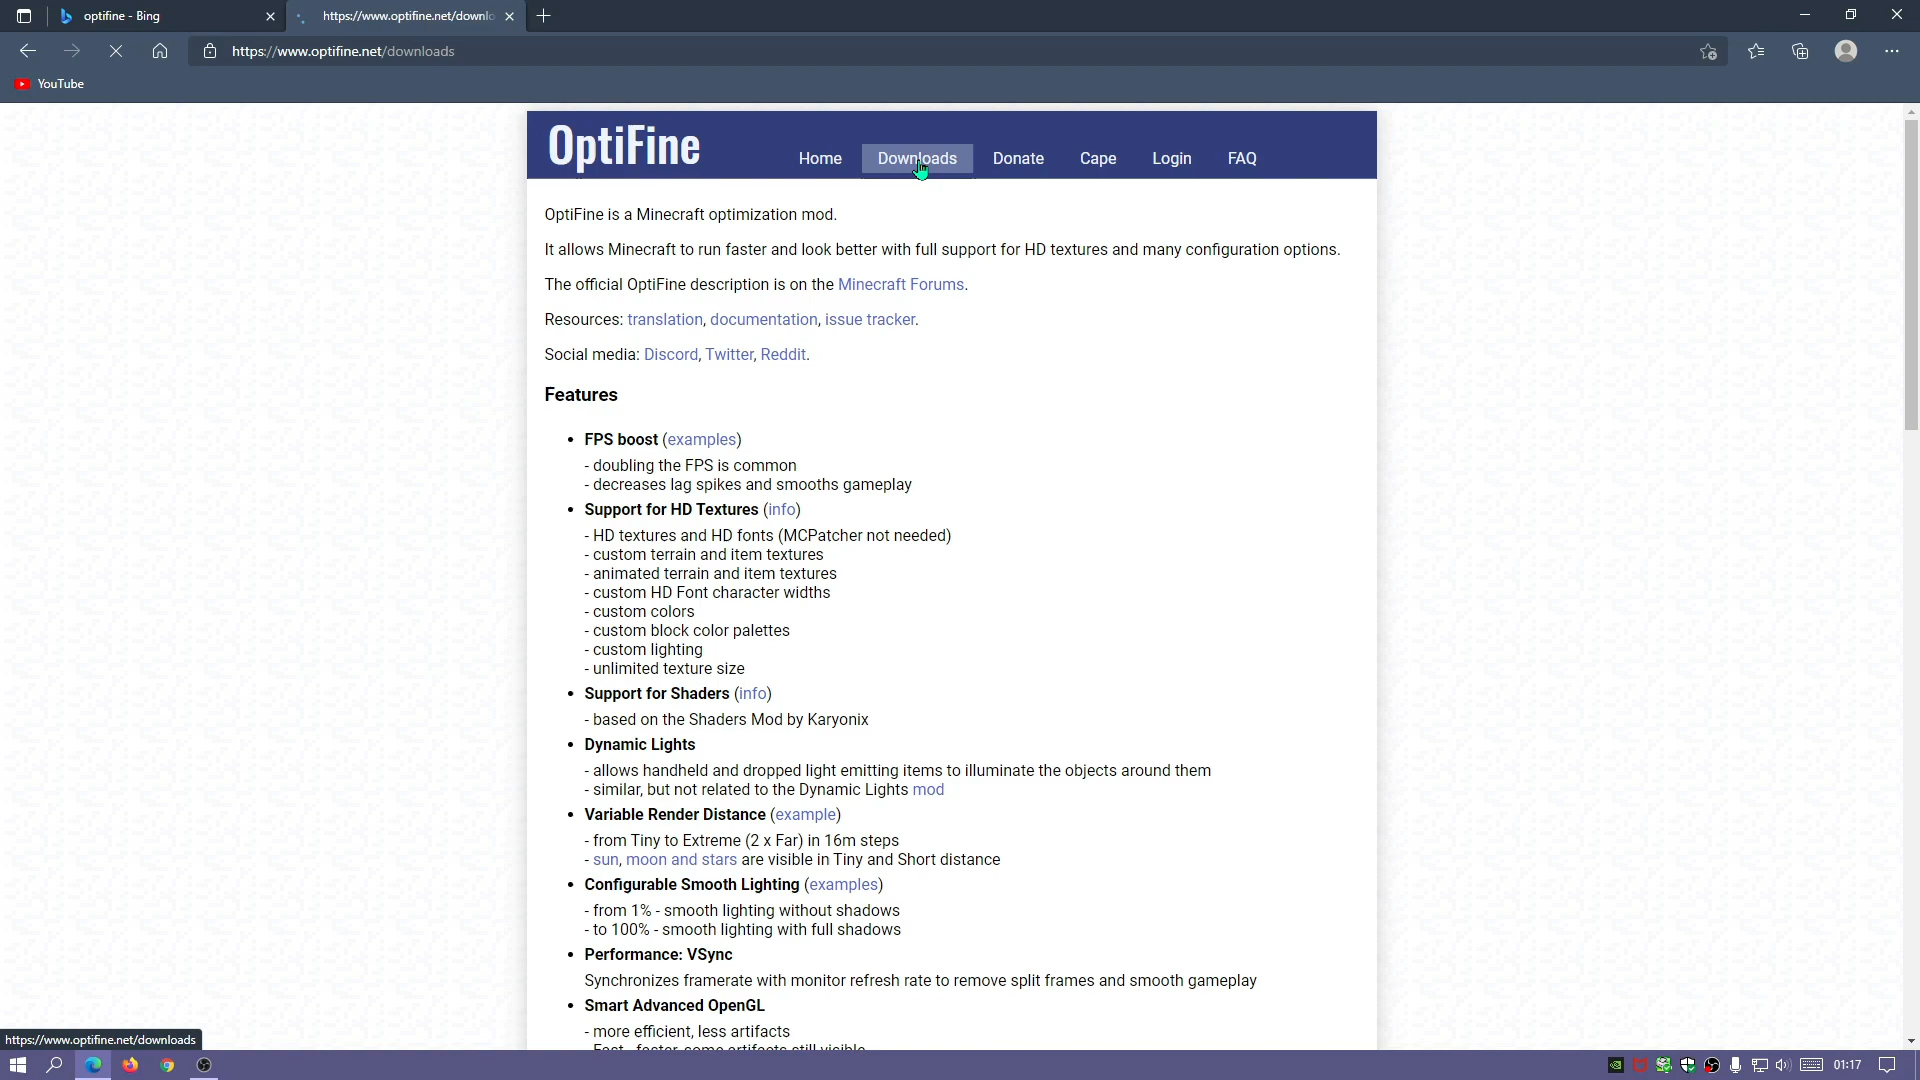 optifine - Bing
https://www.optifine.net/downlo
https://www.optifine.net/downloads
YouTube
OptiFine
Home
Downloads
Donate
Cape
Login
FAQ
OptiFine is a Minecraft optimization mod.
It allows Minecraft to run faster and look better with full support for HD textures and many configuration options.
The official OptiFine description is on the Minecraft Forums.
Resources: translation, documentation, issue tracker.
Social media: Discord, Twitter, Reddit.
Features
• FPS boost (examples)
- doubling the FPS is common
- decreases lag spikes and smooths gameplay
• Support for HD Textures (info)
- HD textures and HD fonts (MCPatcher not needed)
- custom terrain and item textures
- animated terrain and item textures
- custom HD Font character widths
- custom colors
- custom block color palettes
- custom lighting
- unlimited texture size
• Support for Shaders (info)
- based on the Shaders Mod by Karyonix
• Dynamic Lights
- allows handheld and dropped light emitting items to illuminate the objects around them
- similar, but not related to the Dynamic Lights mod
• Variable Render Distance (example)
- from Tiny to Extreme (2 x Far) in 16m steps
- sun, moon and stars are visible in Tiny and Short distance
• Configurable Smooth Lighting (examples)
- from 1% - smooth lighting without shadows
- to 100% - smooth lighting with full shadows
• Performance: VSync
Synchronizes framerate with monitor refresh rate to remove split frames and smooth gameplay
• Smart Advanced OpenGL
- more efficient, less artifacts
- Fast - faster, some artifacts still visible
https://www.optifine.net/downloads
01:17